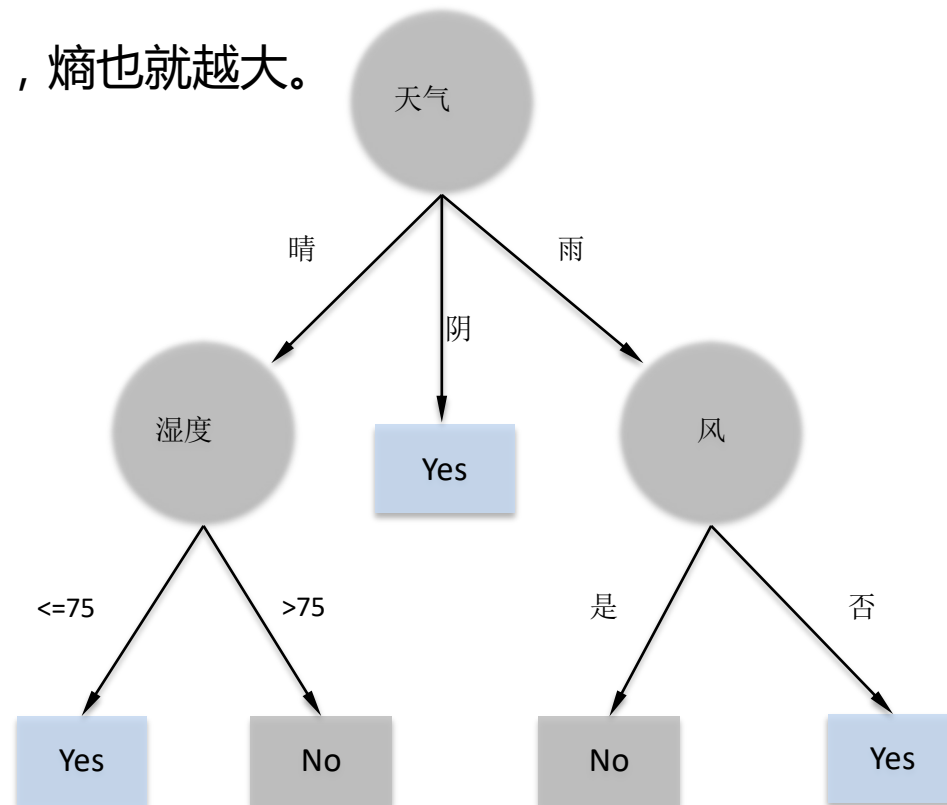 ，熵也就越大。
天气
晴
雨
阴
湿度
Yes
风
<=75
>75
是
否
Yes
No
No
Yes